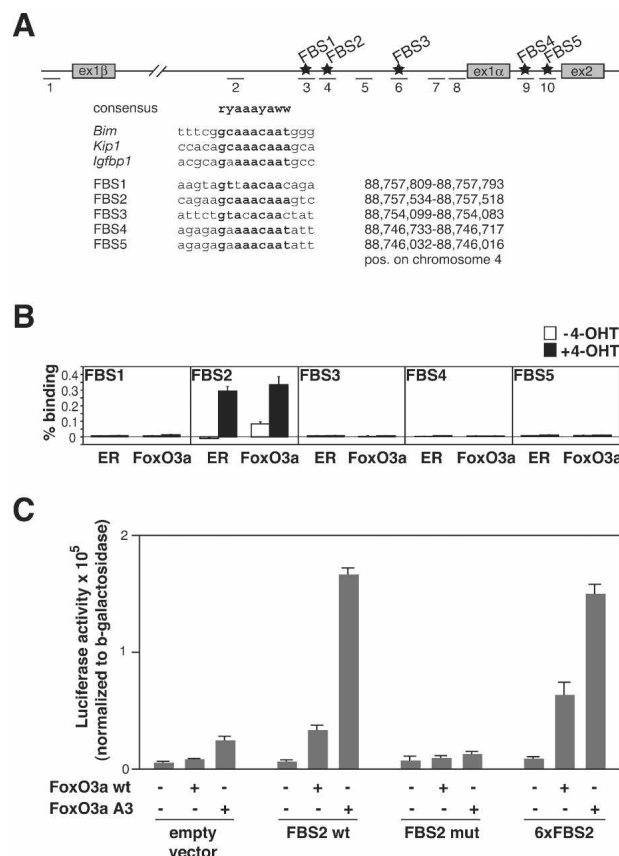 A
FBS1 FBS2 FBS3 FBS4 FBS5
ex1β ex1α ex2
1 2 3 4 5 6 7 8 9 10
consensus ryaaayaww
Bim tttcggcaaacaatggg
Kip1 ccacagcaaacaaagca
Igfbp1 acgcagaaaacaatgcc
FBS1 aagtagttaacaacaga 88,757,809-88,757,793
FBS2 cagaagcaaacaaagtc 88,757,534-88,757,518
FBS3 attctgtacacaactat 88,754,099-88,754,083
FBS4 agagagaaaacaatatt 88,746,733-88,746,717
FBS5 agagagaaaacaatatt 88,746,032-88,746,016
pos. on chromosome 4
B
-4-OHT
+4-OHT
% binding
0.4
0.3
0.2
0.1
0
FBS1 FBS2 FBS3 FBS4 FBS5
ER FoxO3a ER FoxO3a ER FoxO3a ER FoxO3a ER FoxO3a
C
Luciferase activity x 10⁵
(normalized to b-galactosidase)
2
1
0
FoxO3a wt - + - - + - - + - - + -
FoxO3a A3 - - + - - + - - + - - +
empty vector FBS2 wt FBS2 mut 6xFBS2